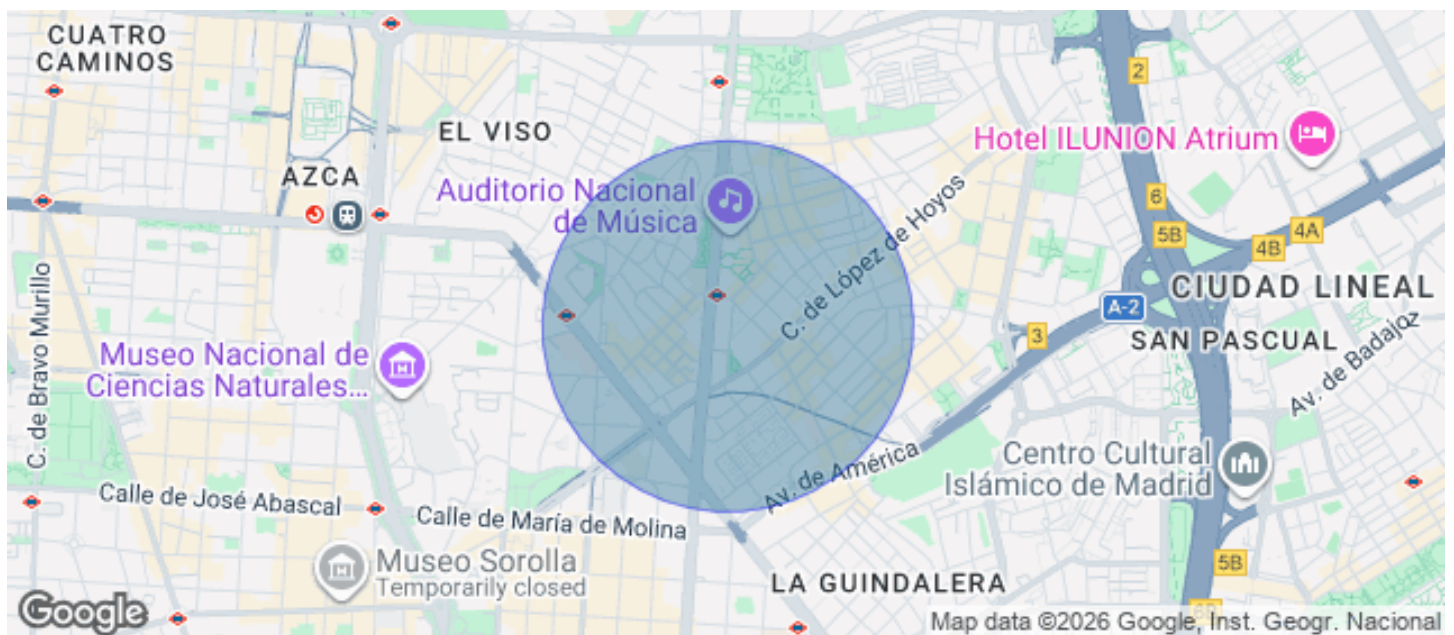 CUATRO
CAMINOS
2
EL VISO
Hotel ILUNION Atrium
AZCA
Auditorio Nacional
de Música
6
5B
4B
4A
C. de López de Hoyos
CIUDAD LINEAL
A-2
3
SAN PASCUAL
C. de Bravo Murillo
Museo Nacional de
Ciencias Naturales...
Av. de Badajoz
Av. de América
Centro Cultural
Islámico de Madrid
Calle de José Abascal
Calle de María de Molina
Museo Sorolla
Temporarily closed
5B
LA GUINDALERA
Google
Map data ©2026 Google, Inst. Geogr. Nacional